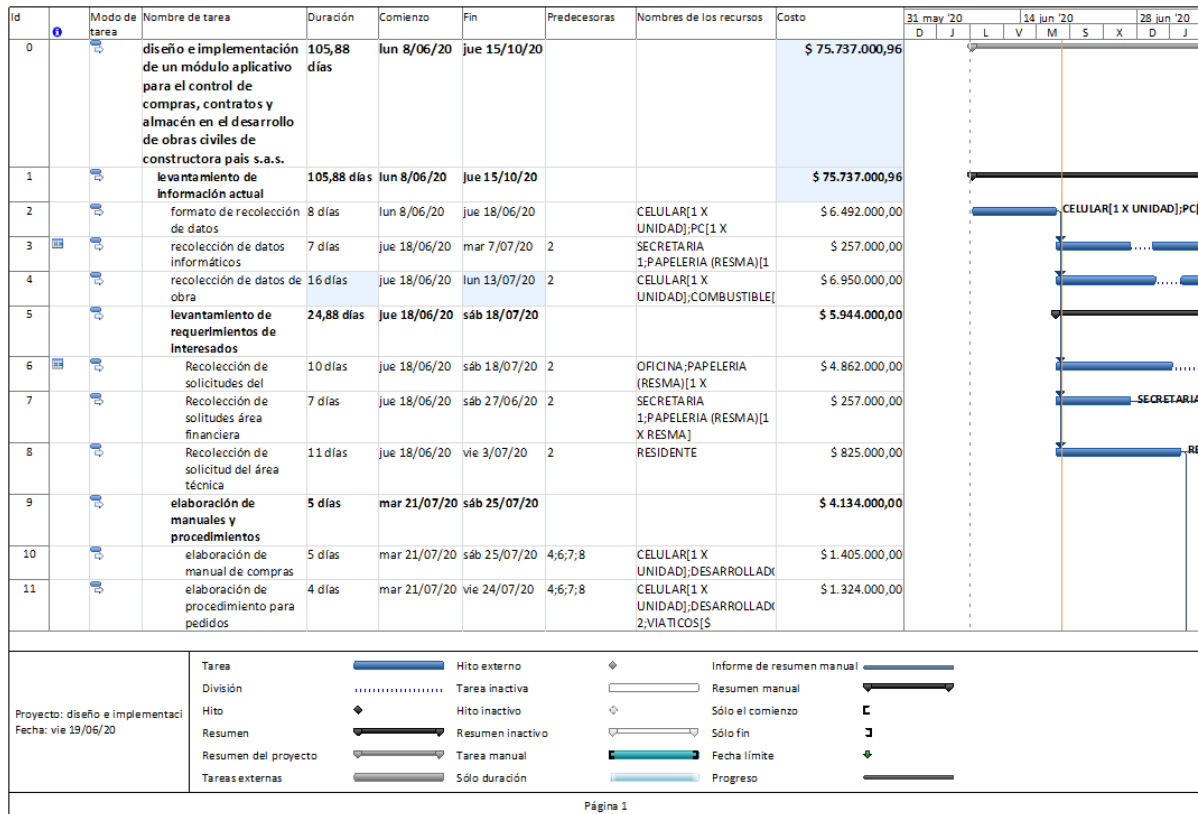 Id
Modo de tarea
Nombre de tarea
Duración
Comienzo
Fin
Predecesoras
Nombres de los recursos
Costo
31 may '20
14 jun '20
28 jun '20
D J L V M S X D J
0 diseño e implementación 105,88 lun 8/06/20 jue 15/10/20 $ 75.737.000,96
de un módulo aplicativo días
para el control de
compras, contratos y
almacén en el desarrollo
de obras civiles de
constructora pais s.a.s.
1 levantamiento de 105,88 días lun 8/06/20 jue 15/10/20 $ 75.737.000,96
información actual
2 formato de recolección 8 días lun 8/06/20 jue 18/06/20 CELULAR[1 X $ 6.492.000,00 CELULAR[1 X UNIDAD];PC[
de datos UNIDAD];PC[1 X
3 recolección de datos 7 días jue 18/06/20 mar 7/07/20 2 SECRETARIA $ 257.000,00
informáticos 1;PAPELERIA (RESMA)[1
4 recolección de datos de 16 días jue 18/06/20 lun 13/07/20 2 CELULAR[1 X $ 6.950.000,00
obra UNIDAD];COMBUSTIBLE[
5 levantamiento de 24,88 días jue 18/06/20 sáb 18/07/20 $ 5.944.000,00
requerimientos de
interesados
6 Recolección de 10 días jue 18/06/20 sáb 18/07/20 2 OFICINA;PAPELERIA $ 4.862.000,00
solicitudes del (RESMA)[1 X
7 Recolección de 7 días jue 18/06/20 sáb 27/06/20 2 SECRETARIA $ 257.000,00 SECRETARIA
solitudes área 1;PAPELERIA (RESMA)[1
financiera X RESMA]
8 Recolección de 11 días jue 18/06/20 vie 3/07/20 2 RESIDENTE $ 825.000,00 RE
solicitud del área
técnica
9 elaboración de 5 días mar 21/07/20 sáb 25/07/20 $ 4.134.000,00
manuales y
procedimientos
10 elaboración de 5 días mar 21/07/20 sáb 25/07/20 4;6;7;8 CELULAR[1 X $ 1.405.000,00
manual de compras UNIDAD];DESARROLLADO
11 elaboración de 4 días mar 21/07/20 vie 24/07/20 4;6;7;8 CELULAR[1 X $ 1.324.000,00
procedimiento para UNIDAD];DESARROLLADO
pedidos 2;VIATICOS[$
Proyecto: diseño e implementaci
Fecha: vie 19/06/20
Tarea
División
Hito
Resumen
Resumen del proyecto
Tareas externas
Hito externo
Tarea inactiva
Hito inactivo
Resumen inactivo
Tarea manual
Sólo duración
Informe de resumen manual
Resumen manual
Sólo el comienzo
Sólo fin
Fecha límite
Progreso
Página 1